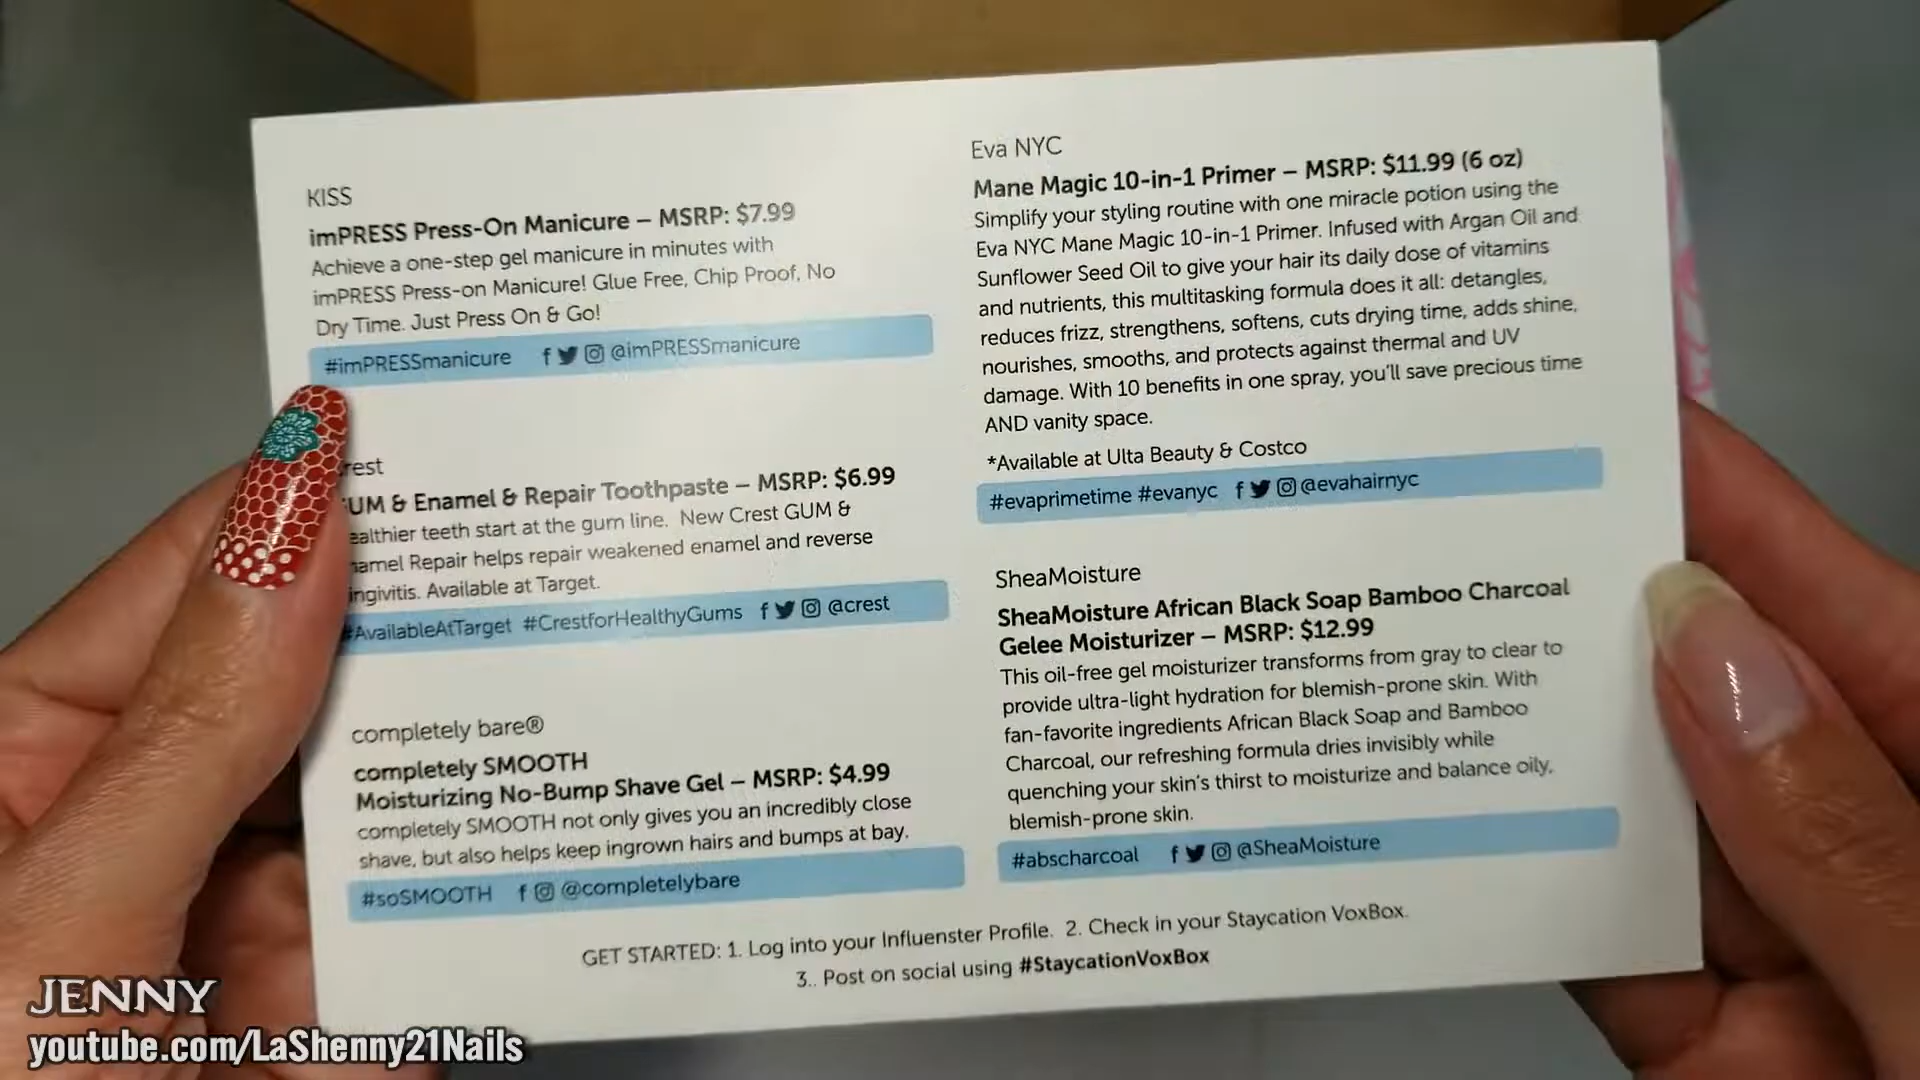 KISS
imPRESS Press-On Manicure – MSRP: $7.99
Achieve a one-step gel manicure in minutes with
imPRESS Press-on Manicure! Glue Free, Chip Proof, No
Dry Time. Just Press On & Go!
#imPRESSmanicure @imPRESSmanicure
rest
UM & Enamel & Repair Toothpaste – MSRP: $6.99
ealthier teeth start at the gum line. New Crest GUM &
namel Repair helps repair weakened enamel and reverse
ingivitis. Available at Target.
#AvailableAtTarget #CrestforHealthyGums @crest
completely bare®
completely SMOOTH
Moisturizing No-Bump Shave Gel – MSRP: $4.99
completely SMOOTH not only gives you an incredibly close
shave, but also helps keep ingrown hairs and bumps at bay.
#soSMOOTH @completelybare
Eva NYC
Mane Magic 10-in-1 Primer – MSRP: $11.99 (6 oz)
Simplify your styling routine with one miracle potion using the
Eva NYC Mane Magic 10-in-1 Primer. Infused with Argan Oil and
Sunflower Seed Oil to give your hair its daily dose of vitamins
and nutrients, this multitasking formula does it all: detangles,
reduces frizz, strengthens, softens, cuts drying time, adds shine,
nourishes, smooths, and protects against thermal and UV
damage. With 10 benefits in one spray, you'll save precious time
AND vanity space.
*Available at Ulta Beauty & Costco
#evaprimetime #evanyc @evahairnyc
SheaMoisture
SheaMoisture African Black Soap Bamboo Charcoal
Gelee Moisturizer – MSRP: $12.99
This oil-free gel moisturizer transforms from gray to clear to
provide ultra-light hydration for blemish-prone skin. With
fan-favorite ingredients African Black Soap and Bamboo
Charcoal, our refreshing formula dries invisibly while
quenching your skin's thirst to moisturize and balance oily,
blemish-prone skin.
#abscharcoal @SheaMoisture
GET STARTED: 1. Log into your Influenster Profile. 2. Check in your Staycation VoxBox.
3.. Post on social using #StaycationVoxBox
JENNY
youtube.com/LaShenny21Nails